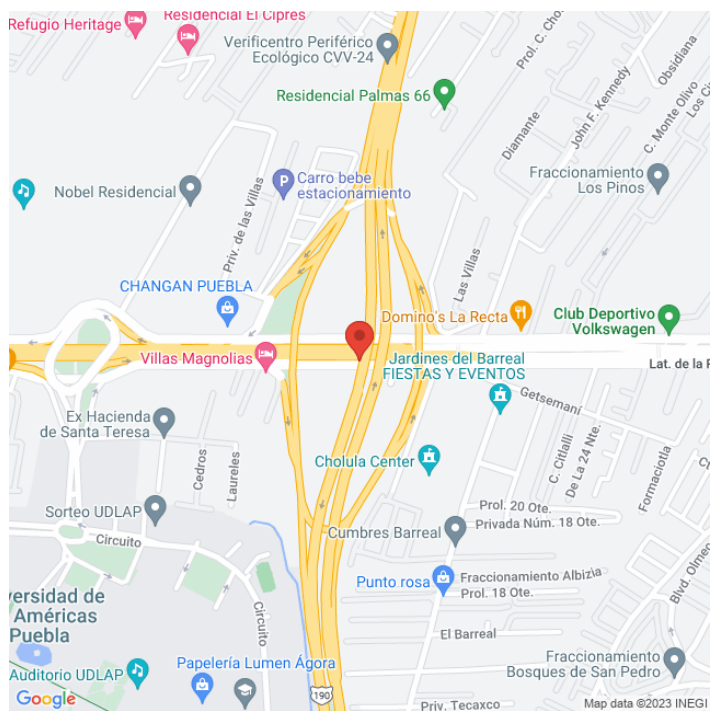 Refugio Heritage
Residencial El Cipres
Verificentro Periférico
Ecológico CVV-24
Residencial Palmas 66
Prol. C. Cho
Obsidiana
John F. Kennedy
C. Monte Olivo
Los Ci
Diamante
Fraccionamiento
Los Pinos
Carro bebe
estacionamiento
Nobel Residencial
Priv. de las Villas
Las Villas
CHANGAN PUEBLA
Domino's La Recta
Club Deportivo
Volkswagen
Villas Magnolias
Jardines del Barreal
FIESTAS Y EVENTOS
Lat. de la R
Getsemaní
Ex Hacienda
de Santa Teresa
Cedros
Laureles
Cholula Center
C. Citlalli
De La 24 Nte.
Formaciotla
Sorteo UDLAP
Circuito
Prol. 20 Ote.
Privada Núm. 18 Ote.
Cumbres Barreal
Blvd. Olmec
Punto rosa
Fraccionamiento Albizia
Prol. 18 Ote.
versidad de
Américas
Puebla
Circuito
El Barreal
Auditorio UDLAP
Papelería Lumen Ágora
Fraccionamiento
Bosques de San Pedro
190
Priv. Tecaxco
Google
Map data ©2023 INEGI